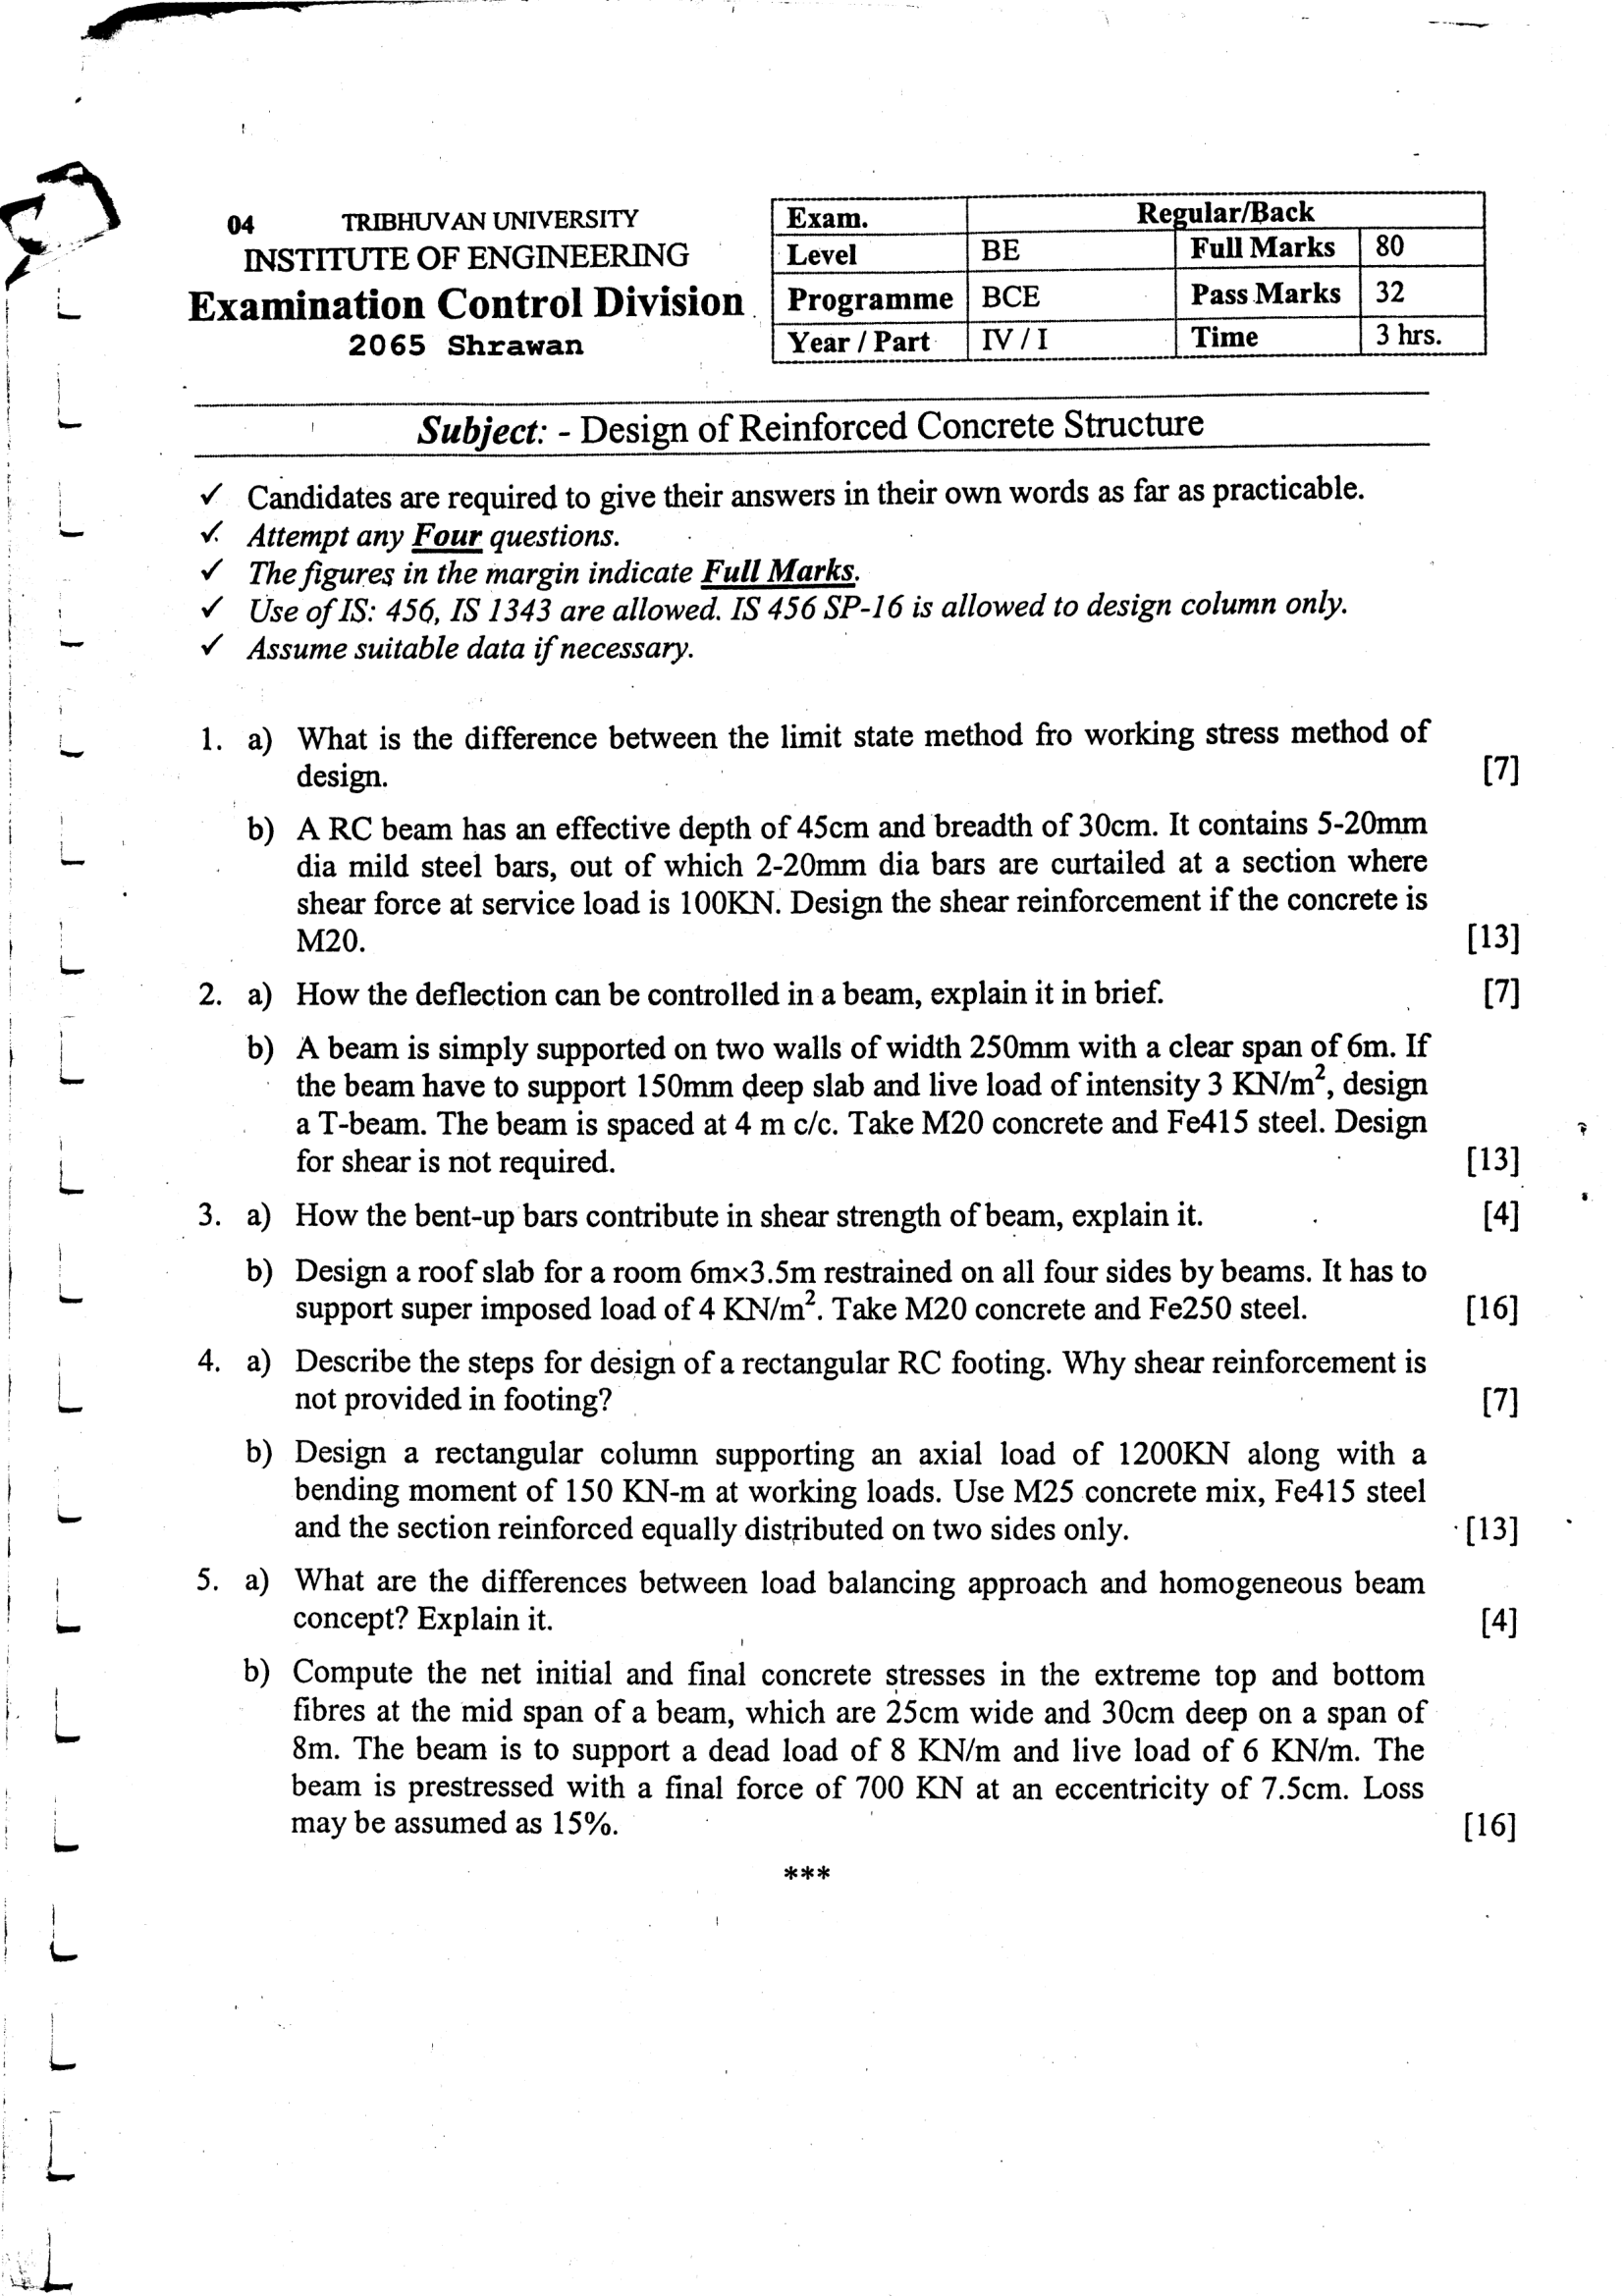 04 TRIBHUVAN UNIVERSITY
INSTITUTE OF ENGINEERING
Examination Control Division
2065 Shrawan
Exam. Regular/Back
Level BE Full Marks 80
Programme BCE Pass Marks 32
Year / Part IV / I Time 3 hrs.
Subject: - Design of Reinforced Concrete Structure
✓ Candidates are required to give their answers in their own words as far as practicable.
✓ Attempt any Four questions.
✓ The figures in the margin indicate Full Marks.
✓ Use of IS: 456, IS 1343 are allowed. IS 456 SP-16 is allowed to design column only.
✓ Assume suitable data if necessary.
1. a) What is the difference between the limit state method fro working stress method of
design. [7]
b) A RC beam has an effective depth of 45cm and breadth of 30cm. It contains 5-20mm
dia mild steel bars, out of which 2-20mm dia bars are curtailed at a section where
shear force at service load is 100KN. Design the shear reinforcement if the concrete is
M20. [13]
2. a) How the deflection can be controlled in a beam, explain it in brief. [7]
b) A beam is simply supported on two walls of width 250mm with a clear span of 6m. If
the beam have to support 150mm deep slab and live load of intensity 3 KN/m², design
a T-beam. The beam is spaced at 4 m c/c. Take M20 concrete and Fe415 steel. Design
for shear is not required. [13]
3. a) How the bent-up bars contribute in shear strength of beam, explain it. [4]
b) Design a roof slab for a room 6m×3.5m restrained on all four sides by beams. It has to
support super imposed load of 4 KN/m². Take M20 concrete and Fe250 steel. [16]
4. a) Describe the steps for design of a rectangular RC footing. Why shear reinforcement is
not provided in footing? [7]
b) Design a rectangular column supporting an axial load of 1200KN along with a
bending moment of 150 KN-m at working loads. Use M25 concrete mix, Fe415 steel
and the section reinforced equally distributed on two sides only. [13]
5. a) What are the differences between load balancing approach and homogeneous beam
concept? Explain it. [4]
b) Compute the net initial and final concrete stresses in the extreme top and bottom
fibres at the mid span of a beam, which are 25cm wide and 30cm deep on a span of
8m. The beam is to support a dead load of 8 KN/m and live load of 6 KN/m. The
beam is prestressed with a final force of 700 KN at an eccentricity of 7.5cm. Loss
may be assumed as 15%. [16]
***